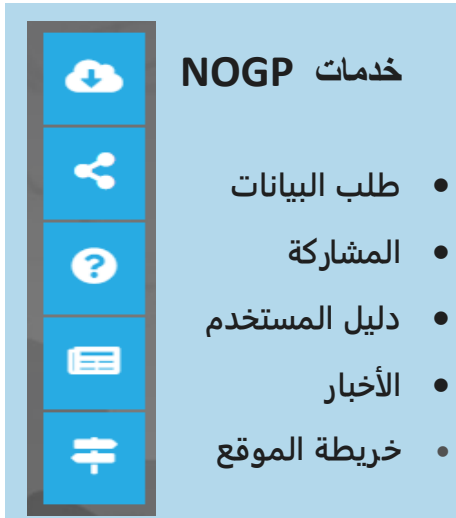 خدمات NOGP
• طلب البيانات
• المشاركة
• دليل المستخدم
• الأخبار
• خريطة الموقع